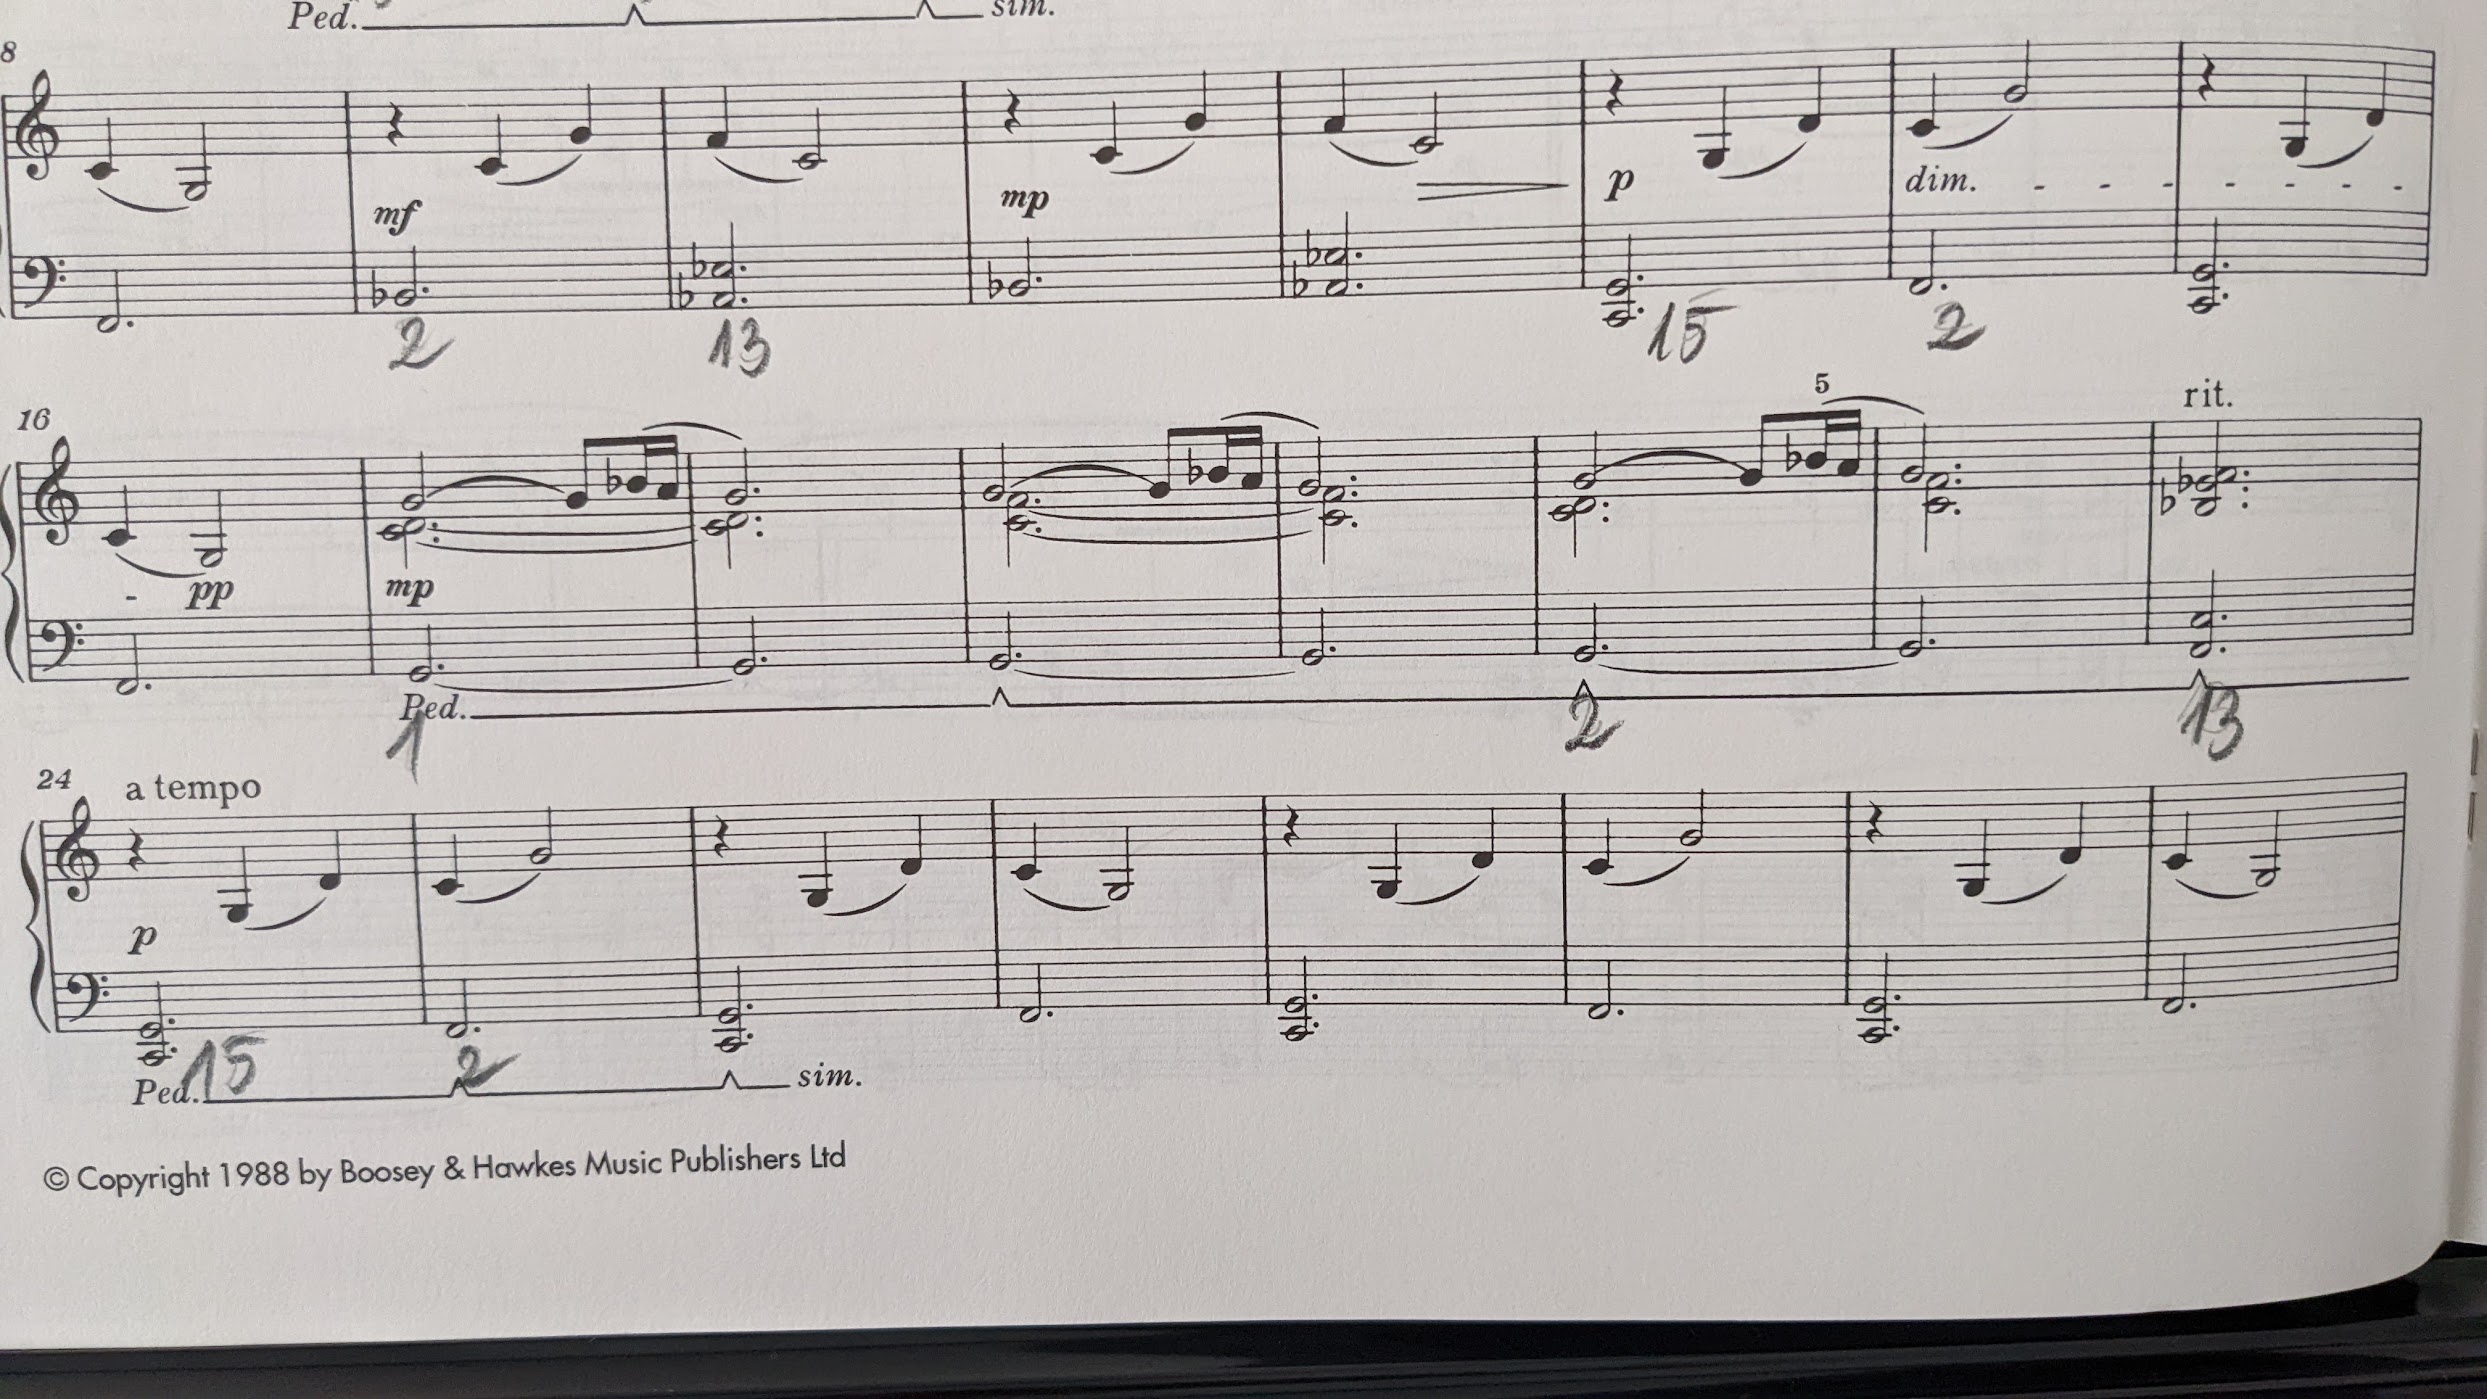 Ped. sim.
8
mf mp p dim. - - - - - - -
2 13 15 2
16 5 rit.
- pp mp
Ped.
1 2 13
24 a tempo
p
15 2
Ped. sim.
© Copyright 1988 by Boosey & Hawkes Music Publishers Ltd